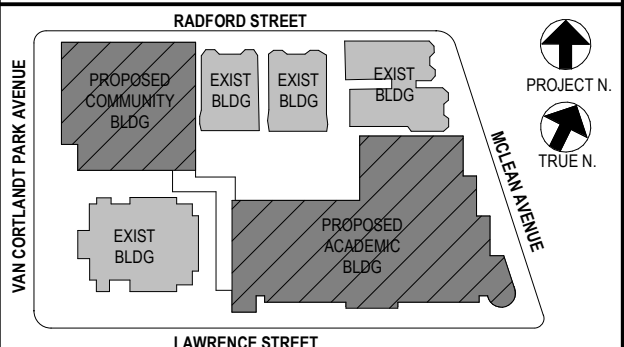 RADFORD STREET
VAN CORTLANDT PARK AVENUE
PROPOSED
COMMUNITY
BLDG
EXIST
BLDG
EXIST
BLDG
EXIST
BLDG
PROJECT N.
TRUE N.
MCLEAN AVENUE
EXIST
BLDG
PROPOSED
ACADEMIC
BLDG
LAWRENCE STREET